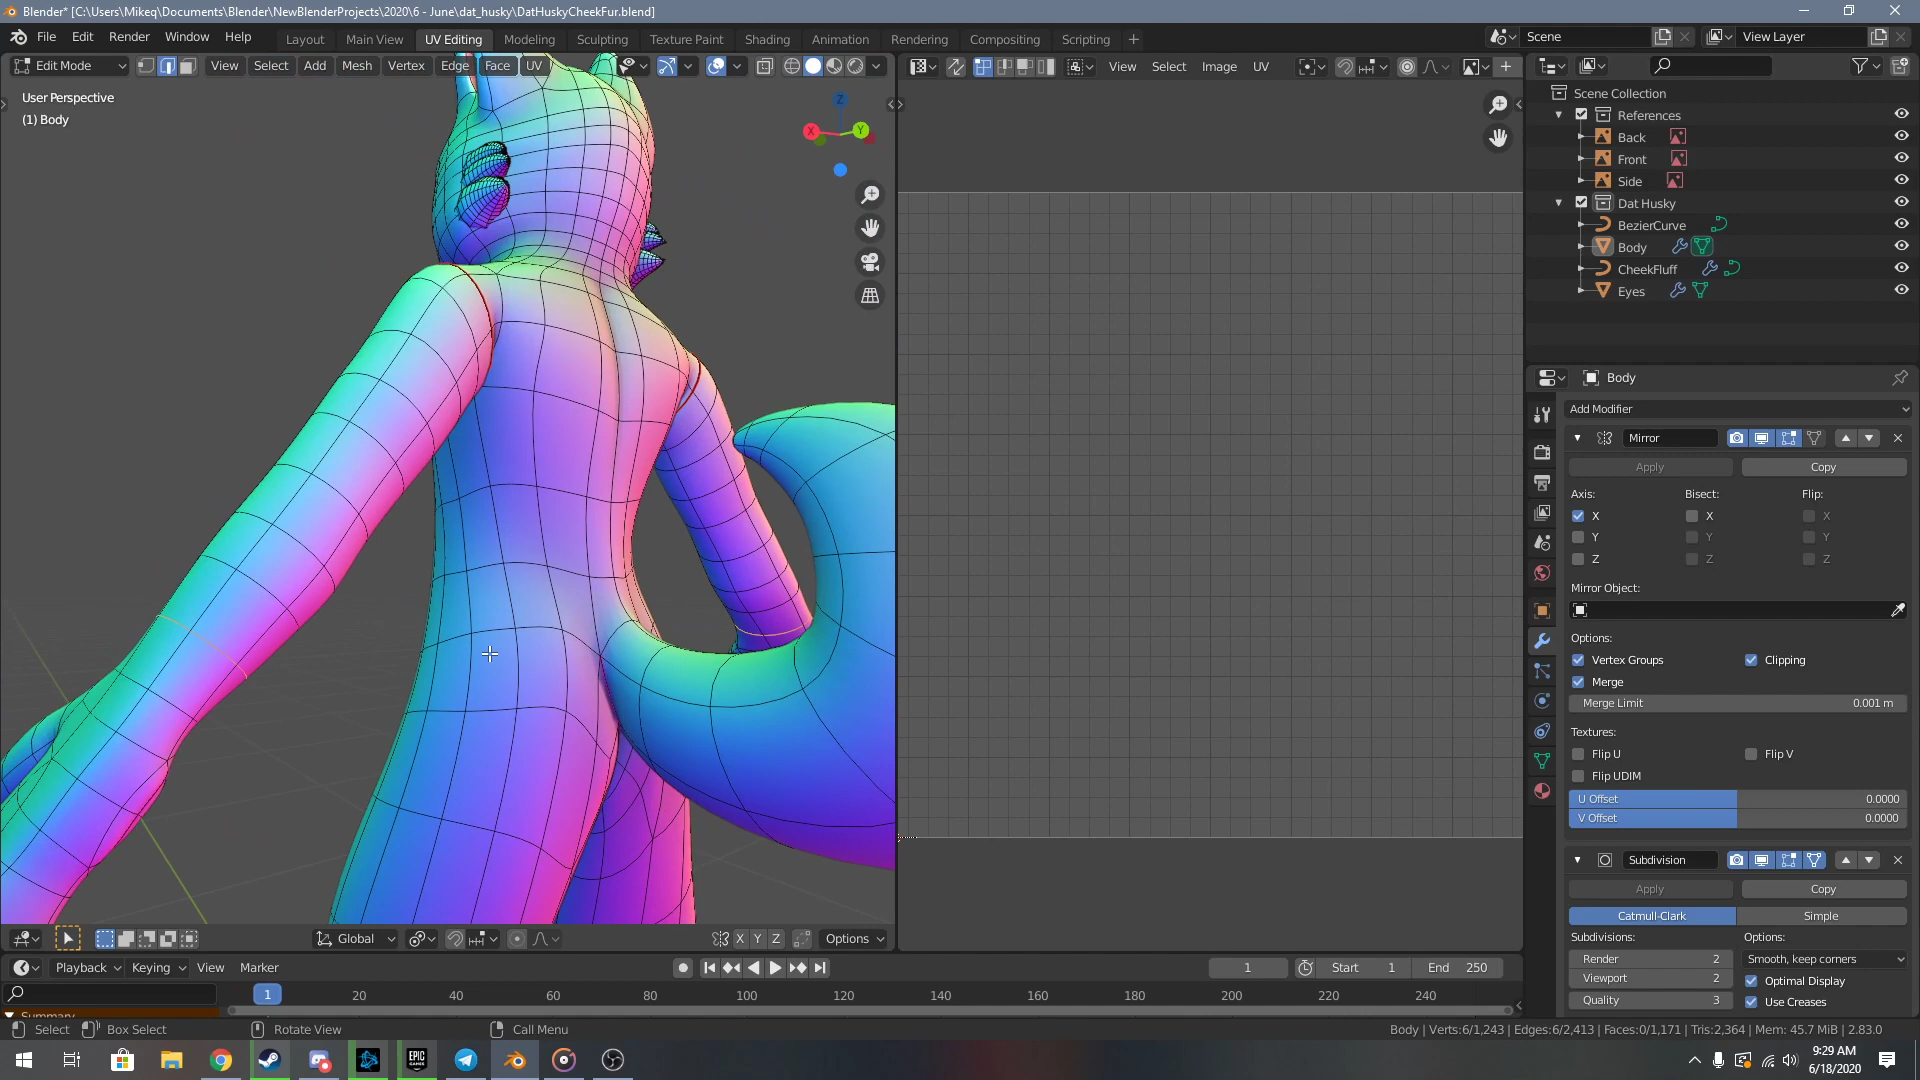 Blender* [C:\Users\Mikeq\Documents\Blender\NewBlenderProjects\2020\6 - June\dat_husky\DatHuskyCheekFur.blend]
File Edit Render Window Help Layout Main View UV Editing Modeling Sculpting Texture Paint Shading Animation Rendering Compositing Scripting Scene View Layer
Edit Mode View Select Add Mesh Vertex Edge Face UV View Select Image UV
User Perspective
(1) Body
Z
X Y
Scene Collection
References
Back
Front
Side
Dat Husky
BezierCurve
Body
CheekFluff
Eyes
Body
Add Modifier
Mirror
Apply Copy
Axis: Bisect: Flip:
X X X
Y Y Y
Z Z Z
Mirror Object:
Options:
Vertex Groups Clipping
Merge
Merge Limit 0.001 m
Textures:
Flip U Flip V
Flip UDIM
U Offset 0.0000
V Offset 0.0000
Subdivision
Apply Copy
Catmull-Clark Simple
Subdivisions: Options:
Render 2 Smooth, keep corners
Viewport 2 Optimal Display
Quality 3 Use Creases
Global X Y Z Options
Playback Keying View Marker 1 Start 1 End 250
1 20 40 60 80 100 120 140 160 180 200 220 240
Summary
Select Box Select Rotate View Call Menu Body | Verts:6/1,243 | Edges:6/2,413 | Faces:0/1,171 | Tris:2,364 | Mem: 45.7 MiB | 2.83.0
EPIC GAMES
9:29 AM
6/18/2020